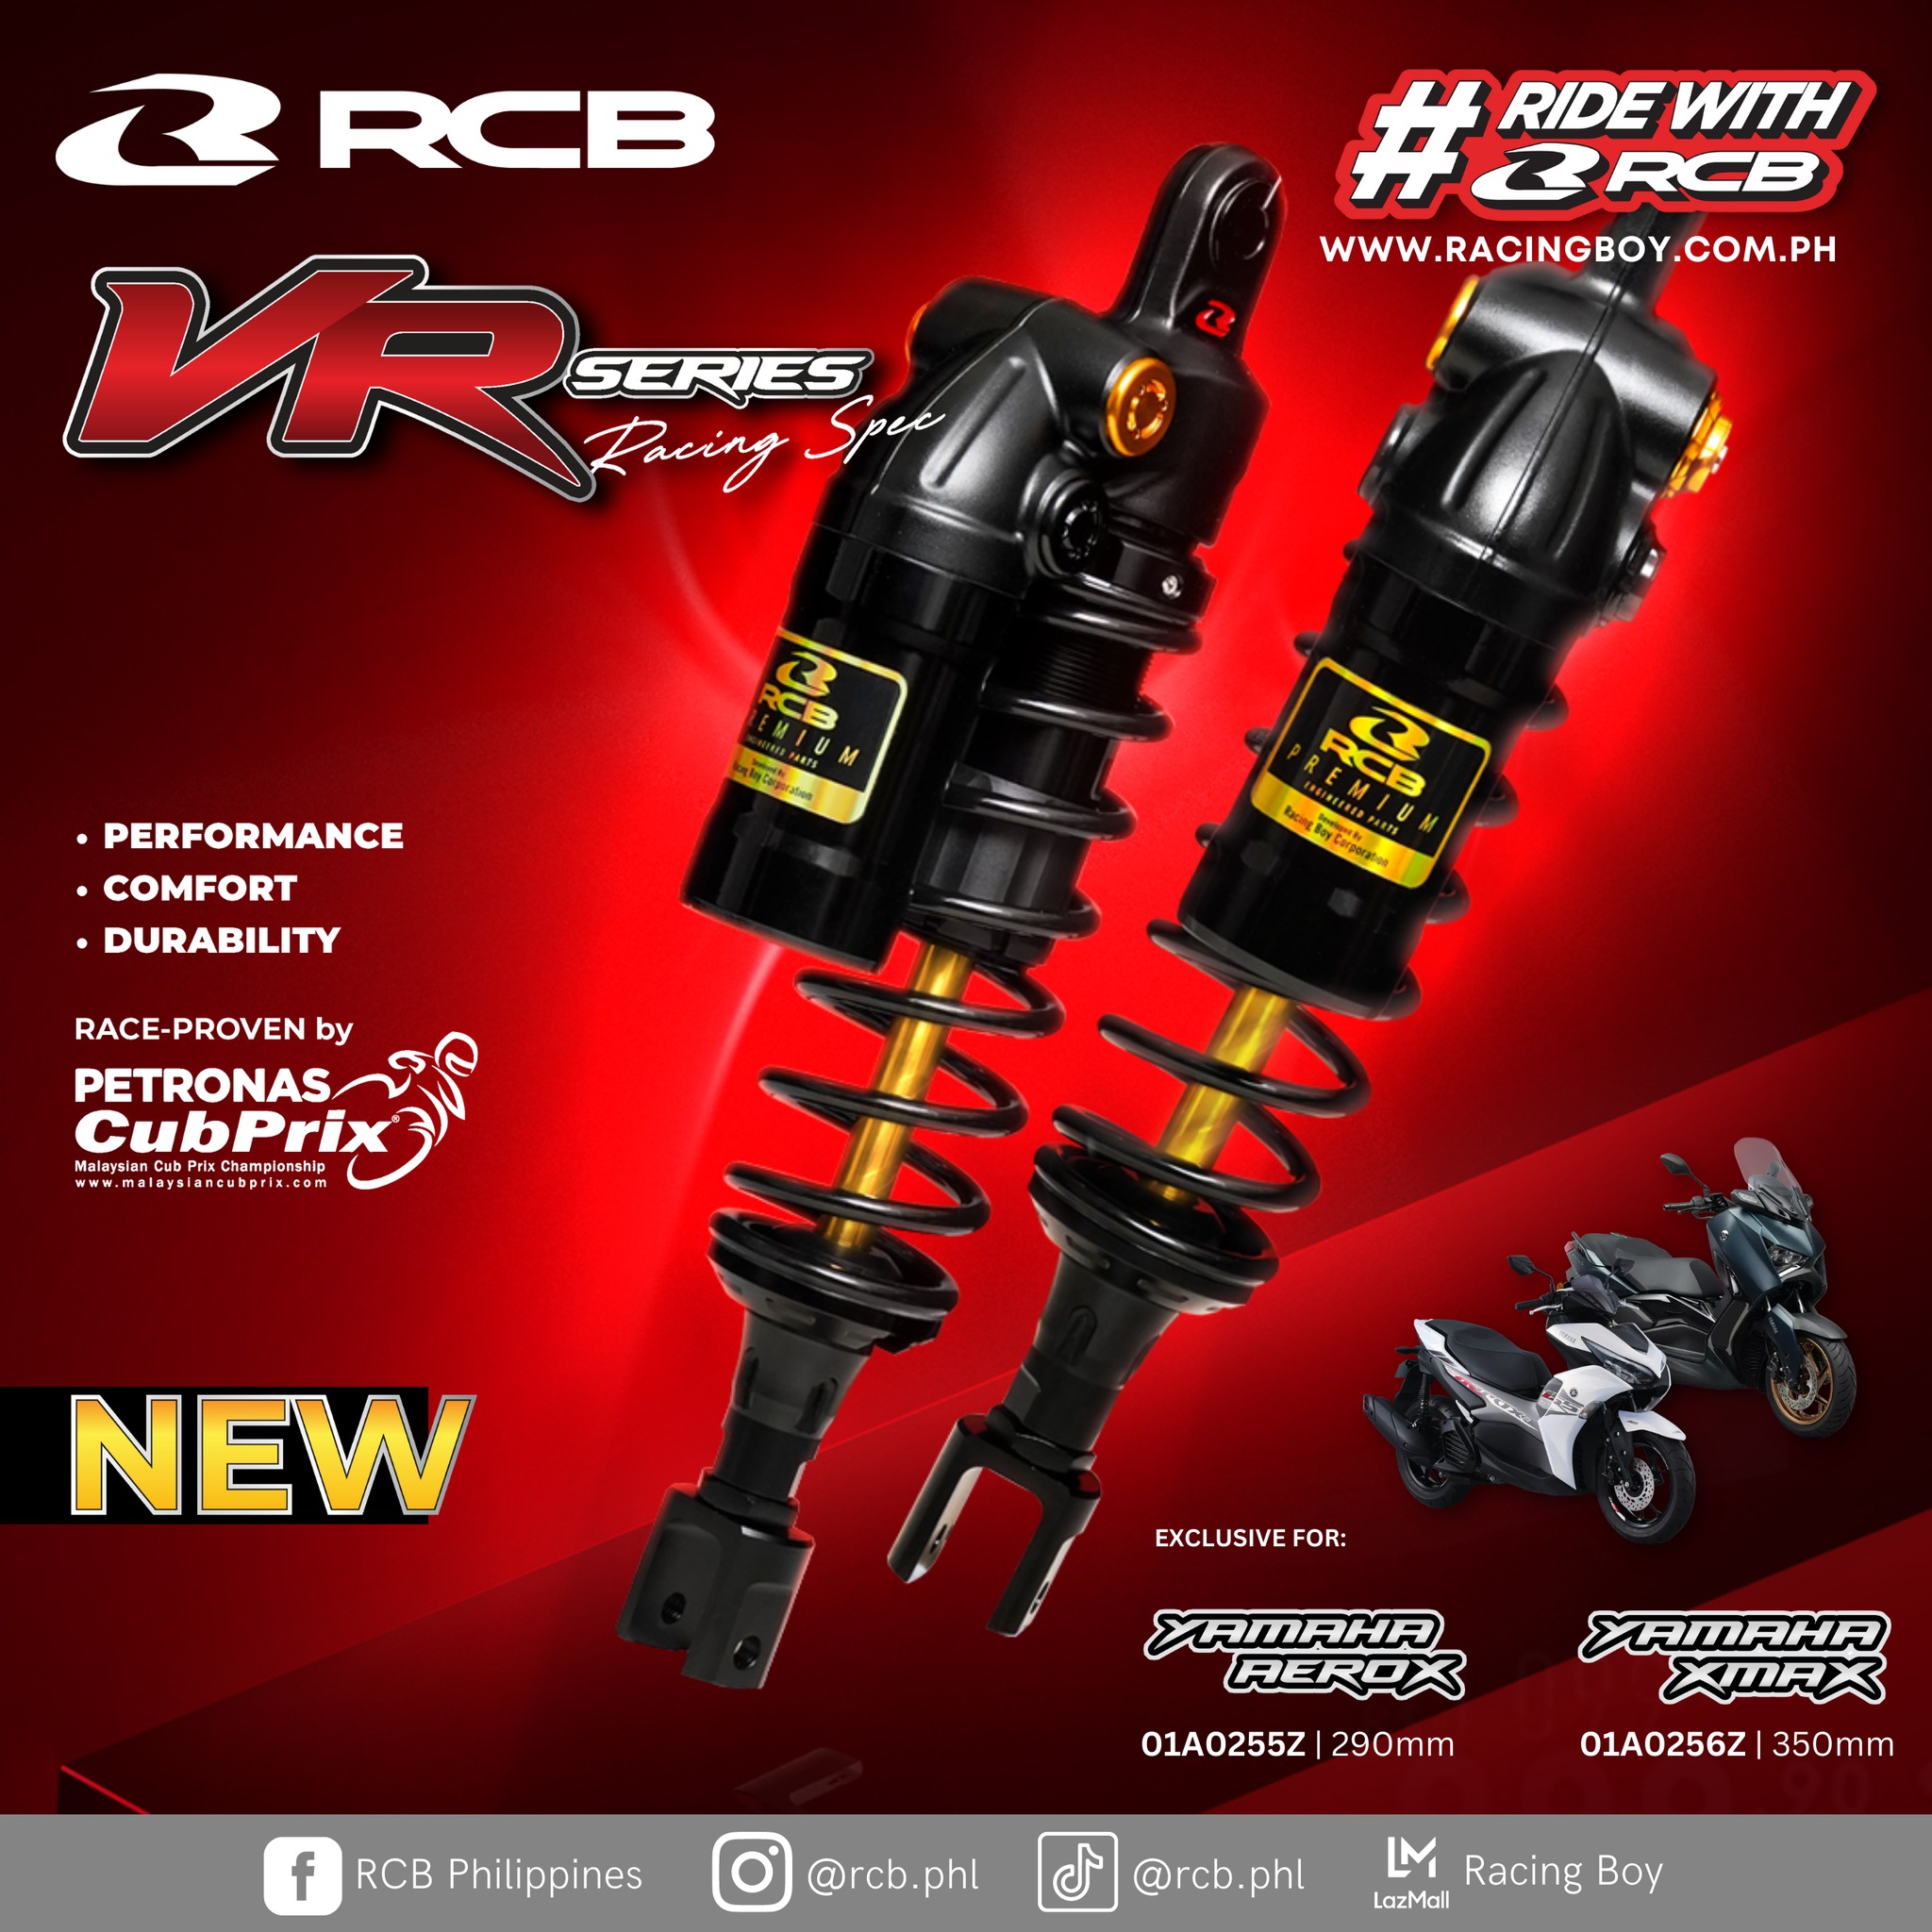 RCB
#RIDE WITH
RCB
WWW.RACINGBOY.COM.PH
VR SERIES
Racing Spec
RCB
REMIUM
ENGINEERED PARTS
Developed By
Racing Boy Corporation
RCB
PREMIUM
ENGINEERED PARTS
Developed By
Racing Boy Corporation
• PERFORMANCE
• COMFORT
• DURABILITY
RACE-PROVEN by
PETRONAS
CubPrix®
Malaysian Cub Prix Championship
www.malaysiancubprix.com
NEW
EXCLUSIVE FOR:
YAMAHA
AEROX
01A0255Z | 290mm
YAMAHA
XMAX
01A0256Z | 350mm
RCB Philippines
@rcb.phl
@rcb.phl
LM
LazMall
Racing Boy